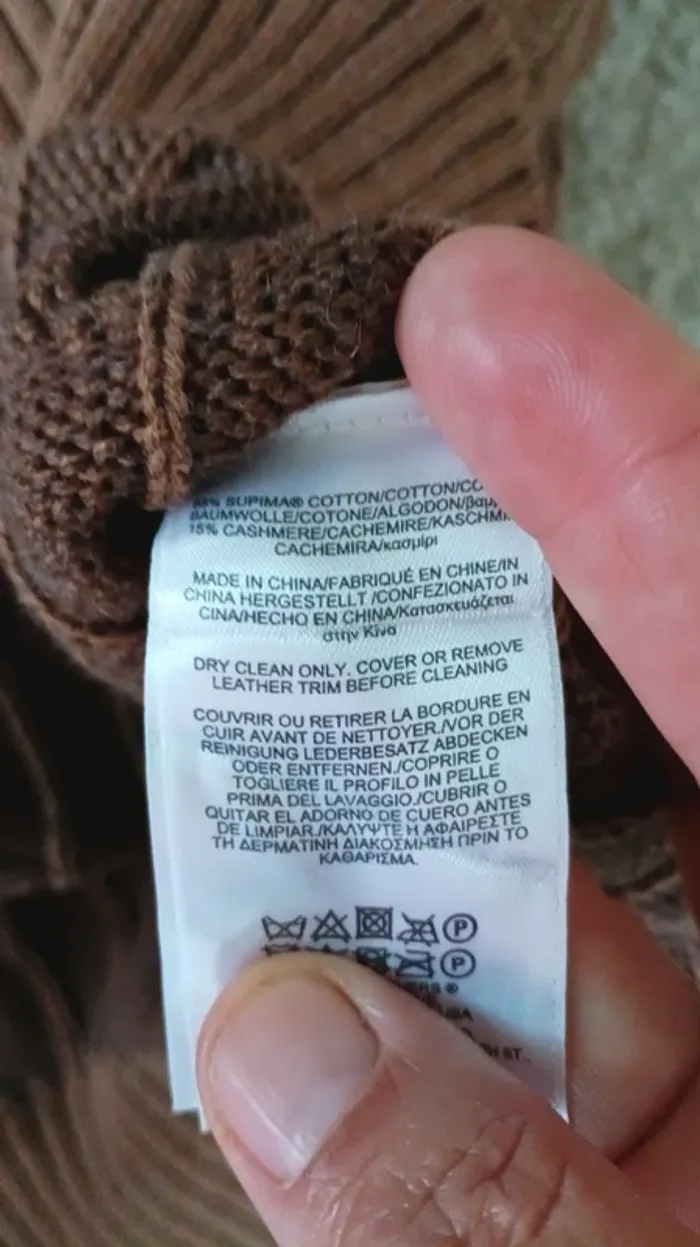 SUPIMA® COTTON/COTTON/
BAUMWOLLE/COTONE/ALGODON/
15% CASHMERE/CACHEMIRE/
CACHEMIRA/κασμίρι
MADE IN CHINA/FABRIQUÉ EN CHINE/IN
CHINA HERGESTELLT /CONFEZIONATO IN
CINA/HECHO EN CHINA/Κατασκευάζεται
στην Κίνα
DRY CLEAN ONLY. COVER OR REMOVE
LEATHER TRIM BEFORE CLEANING
COUVRIR OU RETIRER LA BORDURE EN
CUIR AVANT DE NETTOYER./VOR DER
REINIGUNG LEDERBESATZ ABDECKEN
ODER ENTFERNEN./COPRIRE O
TOGLIERE IL PROFILO IN PELLE
PRIMA DEL LAVAGGIO./CUBRIR O
QUITAR EL ADORNO DE CUERO ANTES
DE LIMPIAR./ΚΑΛΥΨΤΕ Η ΑΦΑΙΡΕΣΤΕ
ΤΗ ΔΕΡΜΑΤΙΝΗ ΔΙΑΚΟΣΜΗΣΗ ΠΡΙΝ ΤΟ
ΚΑΘΑΡΙΣΜΑ.
P
P